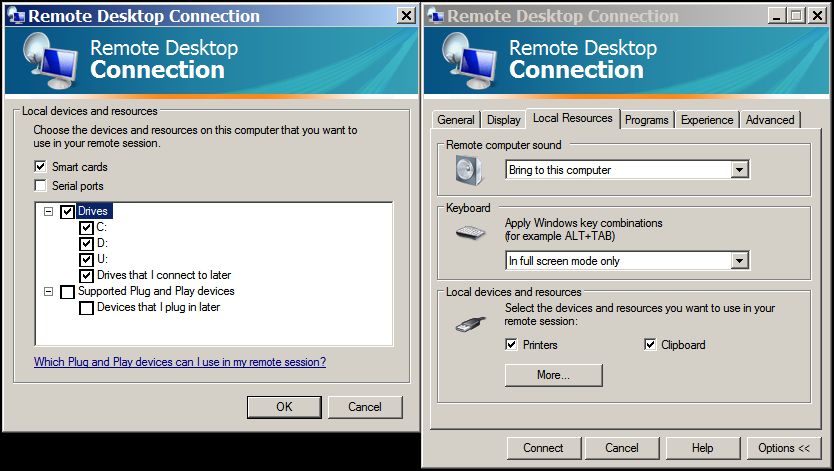 Remote Desktop Connection
Remote Desktop
Connection
Local devices and resources
Choose the devices and resources on this computer that you want to
use in your remote session.
Smart cards
Serial ports
Drives
C:
D:
U:
Drives that I connect to later
Supported Plug and Play devices
Devices that I plug in later
Which Plug and Play devices can I use in my remote session?
OK Cancel
Remote Desktop Connection
Remote Desktop
Connection
General Display Local Resources Programs Experience Advanced
Remote computer sound
Bring to this computer
Keyboard
Apply Windows key combinations
(for example ALT+TAB)
In full screen mode only
Local devices and resources
Select the devices and resources you want to use in your
remote session:
Printers Clipboard
More...
Connect Cancel Help Options <<